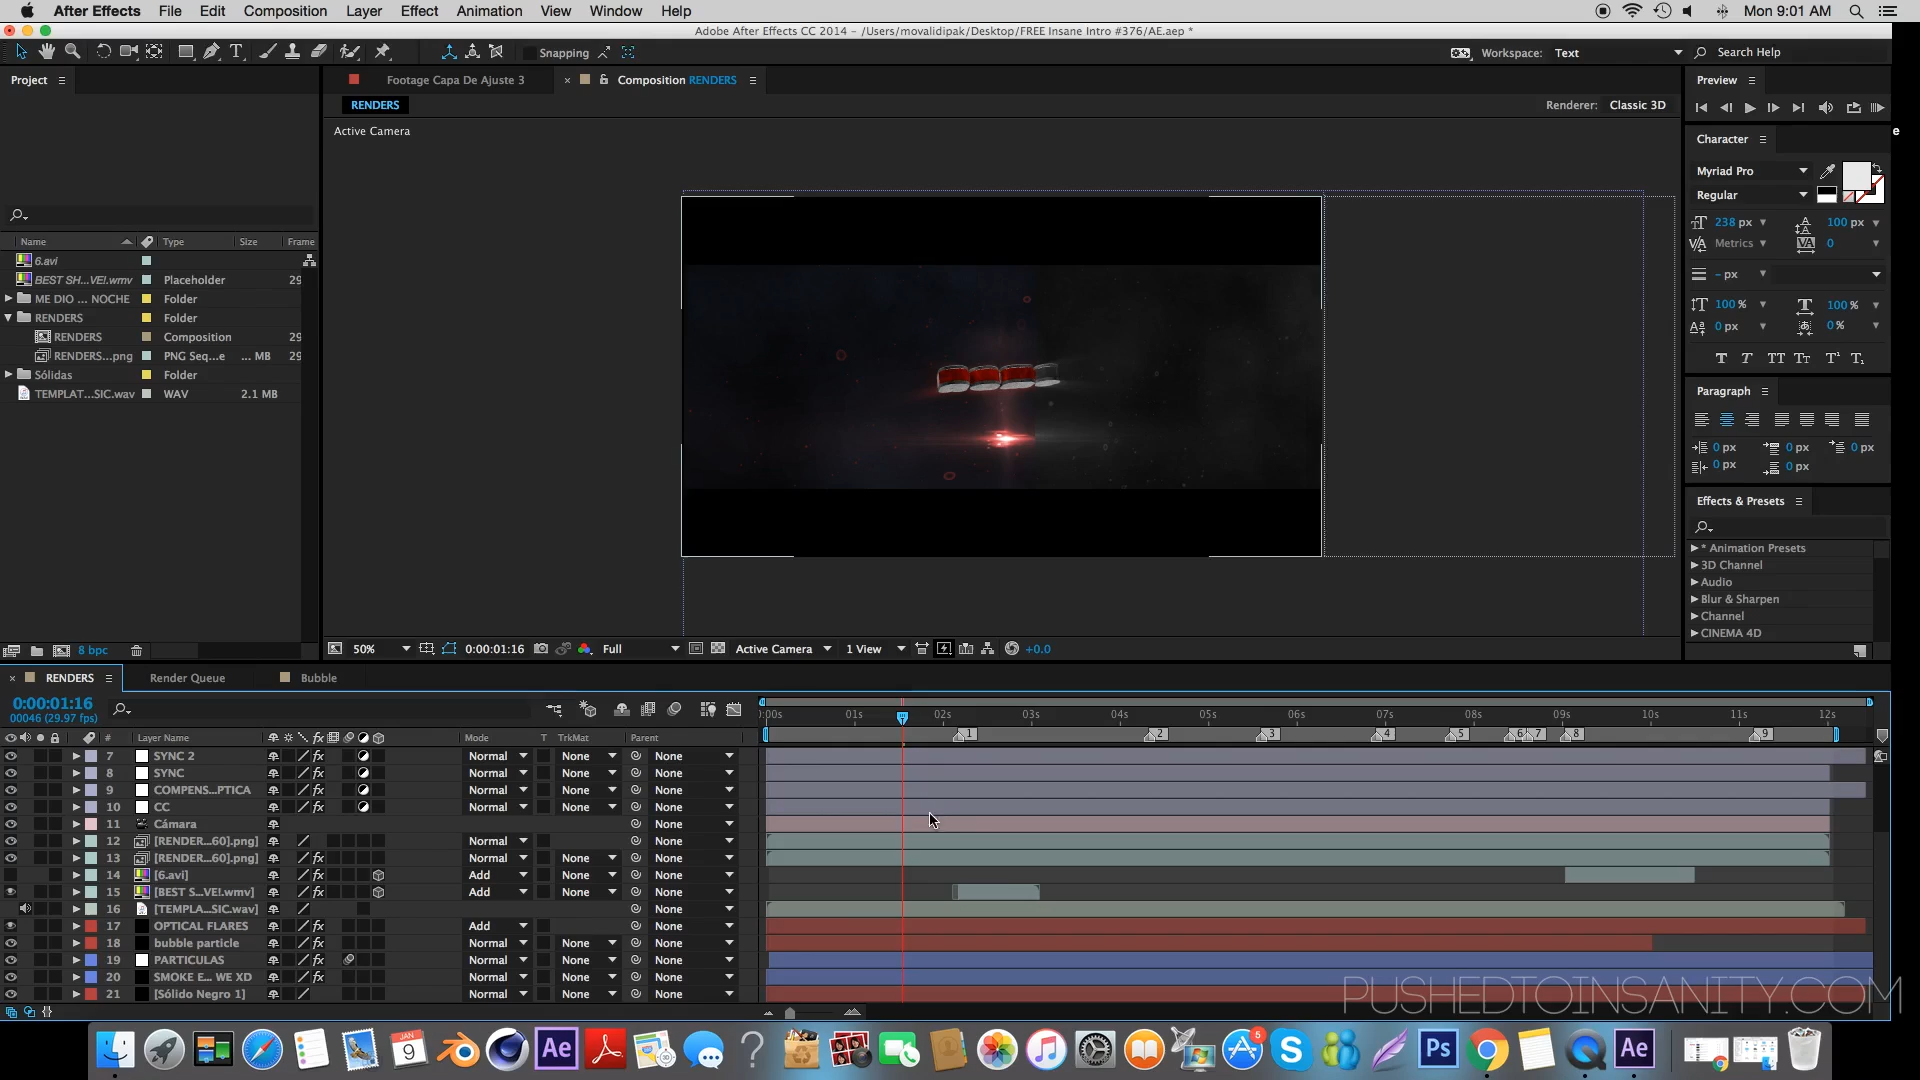 After Effects File Edit Composition Layer Effect Animation View Window Help Mon 9:01 AM
Adobe After Effects CC 2014 - /Users/movalidipak/Desktop/FREE Insane Intro #376/AE.aep *
Snapping Workspace: Text Search Help
Project Footage Capa De Ajuste 3 Composition RENDERS Preview
RENDERS Renderer: Classic 3D
Active Camera
Character
Myriad Pro
Regular
238 px 100 px
Metrics 0
- px
100 % 100 %
0 px 0 %
Paragraph
0 px 0 px 0 px
0 px 0 px
Effects & Presets
* Animation Presets
3D Channel
Audio
Blur & Sharpen
Channel
CINEMA 4D
Name Type Size Frame
6.avi
BEST SH...VE!.wmv Placeholder 29
ME DIO ... NOCHE Folder
RENDERS Folder
RENDERS Composition 29
RENDERS...png PNG Seq...e ... MB 29
Sólidas Folder
TEMPLAT...SIC.wav WAV 2.1 MB
8 bpc
50% 0:00:01:16 Full Active Camera 1 View +0.0
RENDERS Render Queue Bubble
0:00:01:16
00046 (29.97 fps)
:00s 01s 02s 03s 04s 05s 06s 07s 08s 09s 10s 11s 12s
# Layer Name Mode T TrkMat Parent
1 2 3 4 5 6 7 8 9
7 SYNC 2 Normal None None
8 SYNC Normal None None
9 COMPENS...PTICA Normal None None
10 CC Normal None None
11 Cámara None
12 [RENDER...60].png] Normal None
13 [RENDER...60].png] Normal None None
14 [6.avi] Add None None
15 [BEST S...VE!.wmv] Add None None
16 [TEMPLA...SIC.wav] None
17 OPTICAL FLARES Add None
18 bubble particle Normal None None
19 PARTICULAS Normal None None
20 SMOKE E... WE XD Normal None None
21 [Sólido Negro 1] Normal None None
PUSHEDTOINSANITY.COM